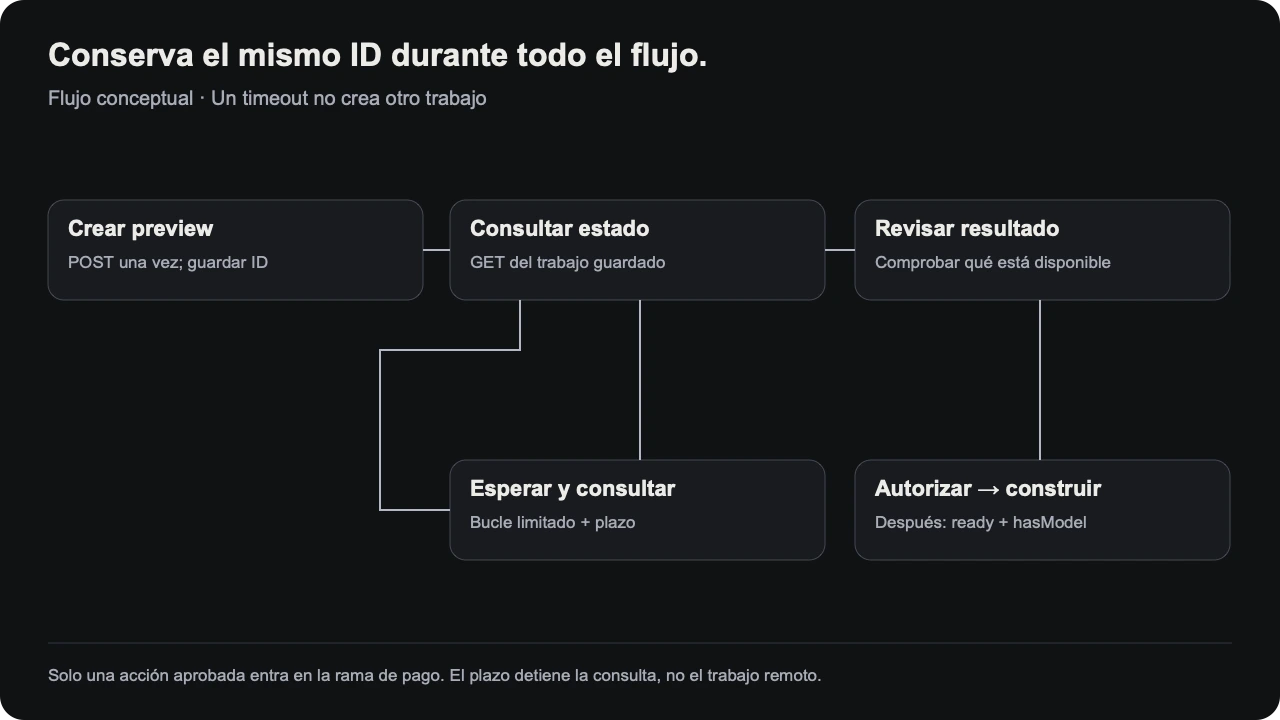 Conserva el mismo ID durante todo el flujo.
Flujo conceptual · Un timeout no crea otro trabajo
Crear preview
POST una vez; guardar ID
Consultar estado
GET del trabajo guardado
Revisar resultado
Comprobar qué está disponible
Esperar y consultar
Bucle limitado + plazo
Autorizar → construir
Después: ready + hasModel
Solo una acción aprobada entra en la rama de pago. El plazo detiene la consulta, no el trabajo remoto.